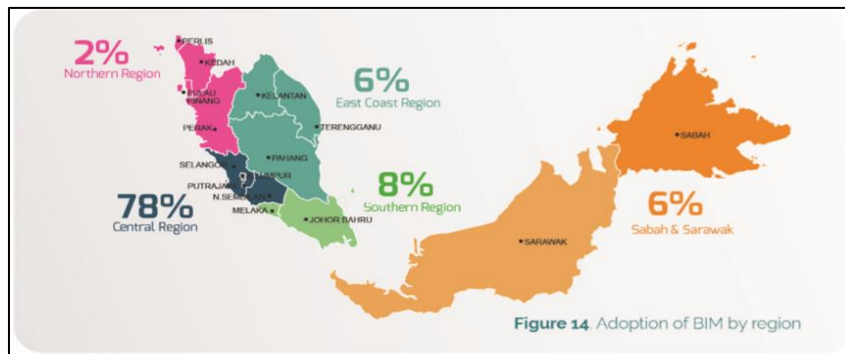 PERLIS
2%
Northern Region
KEDAH
PULAU
PINANG
PERAK
6%
East Coast Region
KELANTAN
TERENGGANU
PAHANG
SELANGOR
LUMPUR
PUTRAJAYA
N.SEMBILAN
MELAKA
78%
Central Region
8%
Southern Region
JOHOR BAHRU
SABAH
6%
Sabah & Sarawak
SARAWAK
Figure 14. Adoption of BIM by region